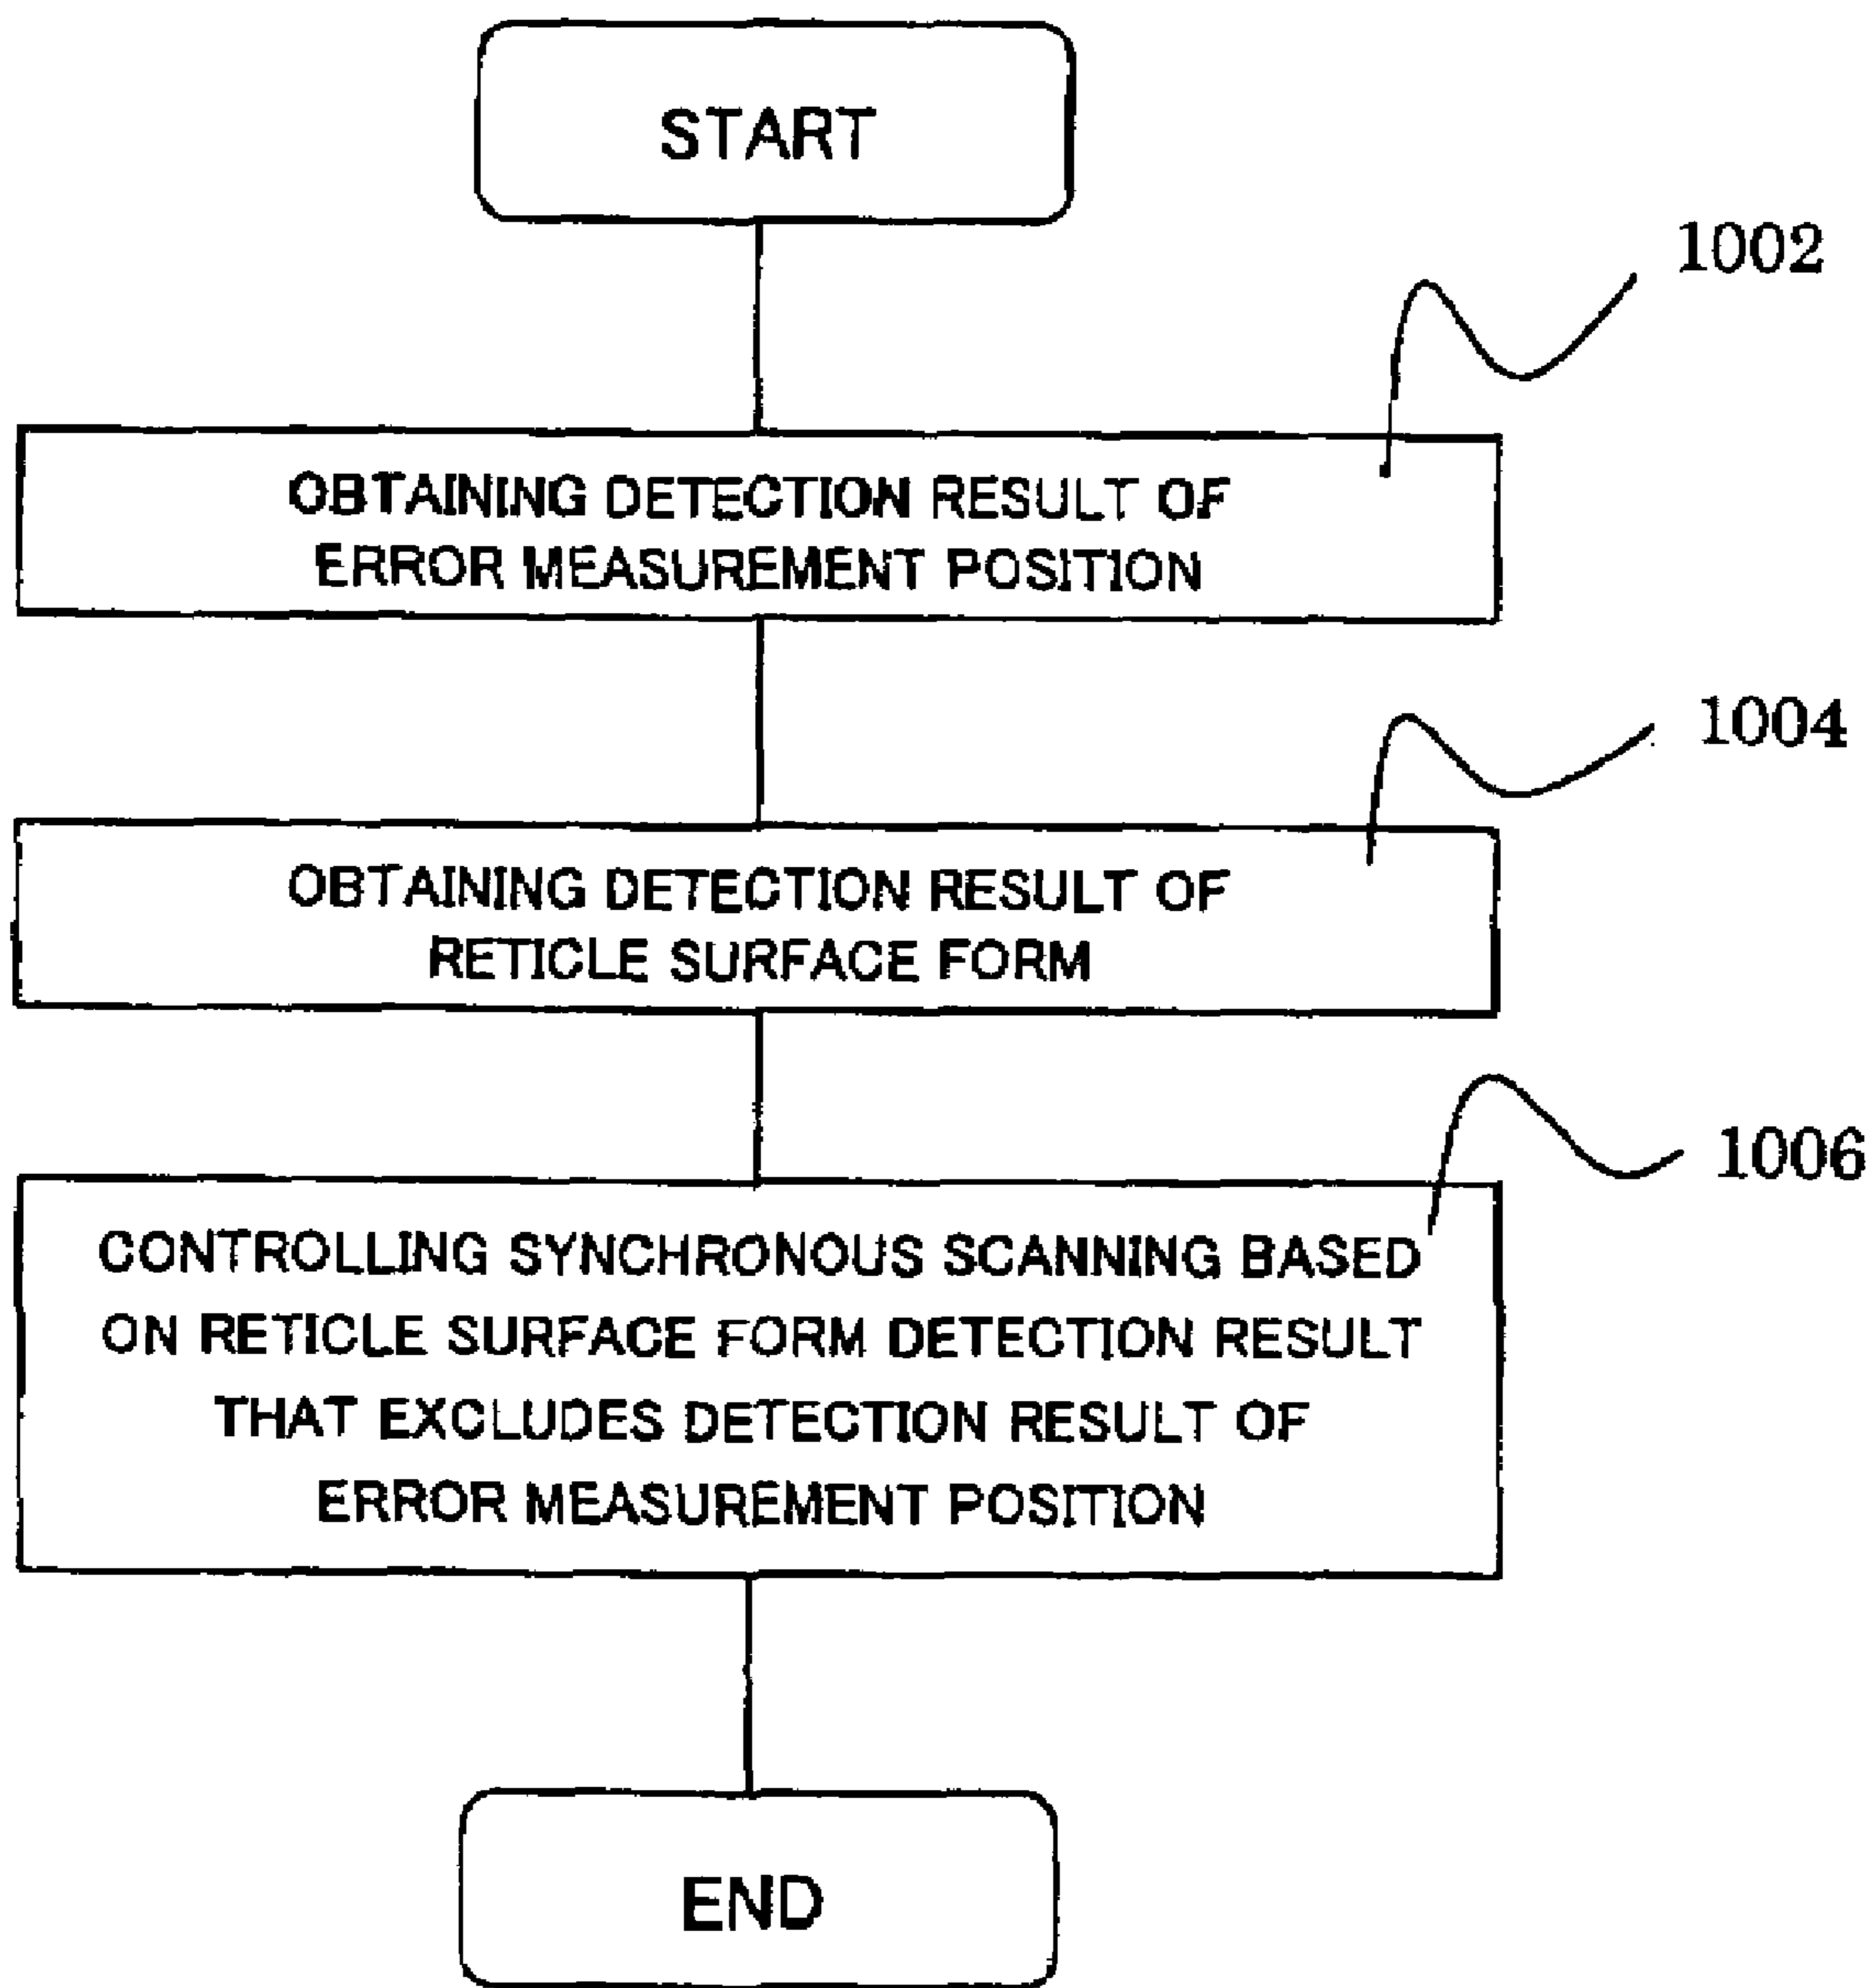 START
1002
OBTAINING DETECTION RESULT OF
ERROR MEASUREMENT POSITION
1004
OBTAINING DETECTION RESULT OF
RETICLE SURFACE FORM
1006
CONTROLLING SYNCHRONOUS SCANNING BASED
ON RETICLE SURFACE FORM DETECTION RESULT
THAT EXCLUDES DETECTION RESULT OF
ERROR MEASUREMENT POSITION
END